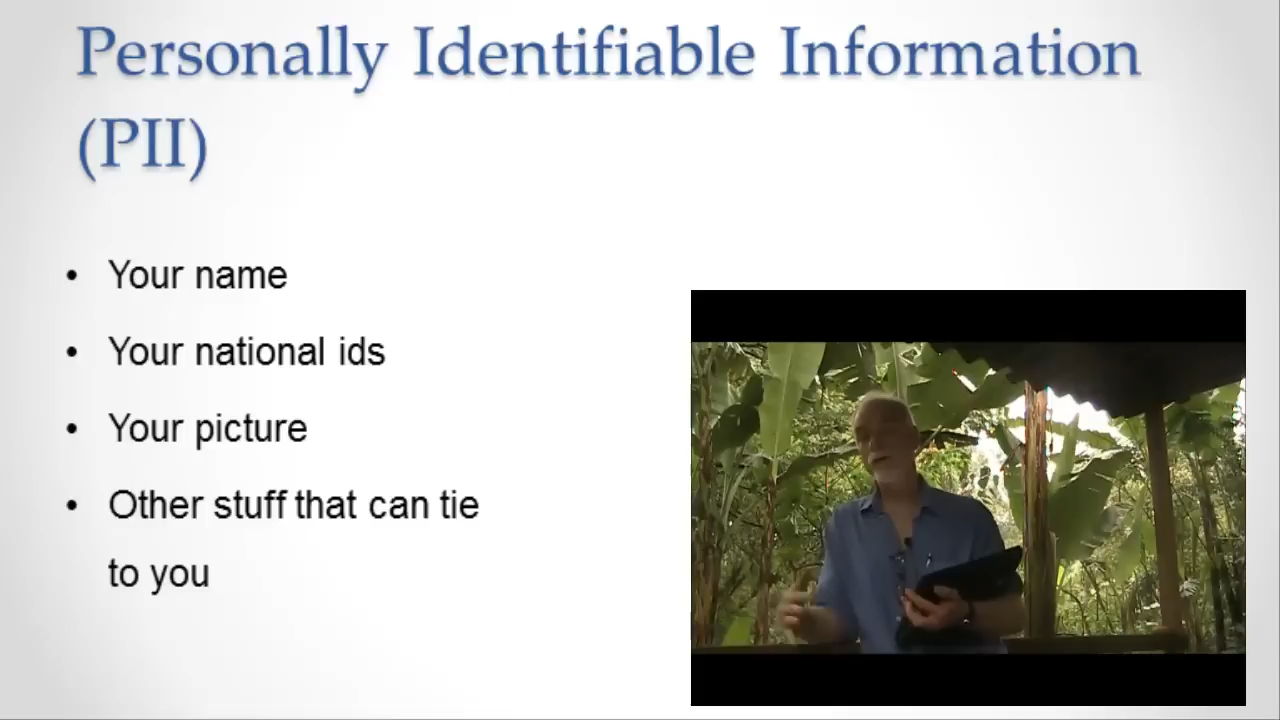 Personally Identifiable Information
(PII)
• Your name
• Your national ids
• Your picture
• Other stuff that can tie
to you